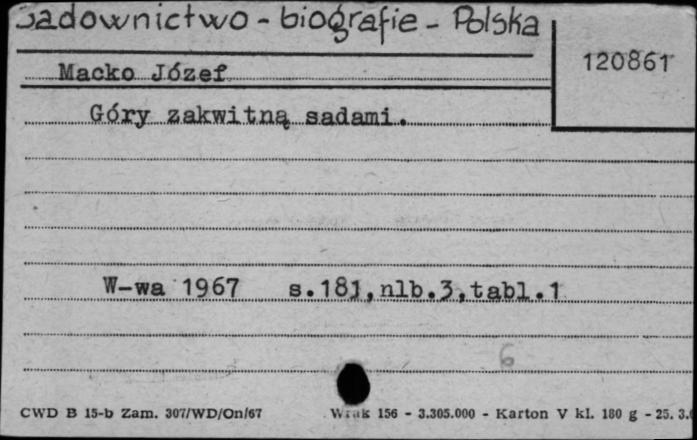 Sadownictwo - biografie - Polska
120861
Macko Józef
Góry zakwitną sadami.
W-wa 1967 s.181,nlb.3,tabl.1
6
CWD B 15-b Zam. 307/WD/On/67 156 - 3.305.000 - Karton V kl. 180 g - 25. 3.